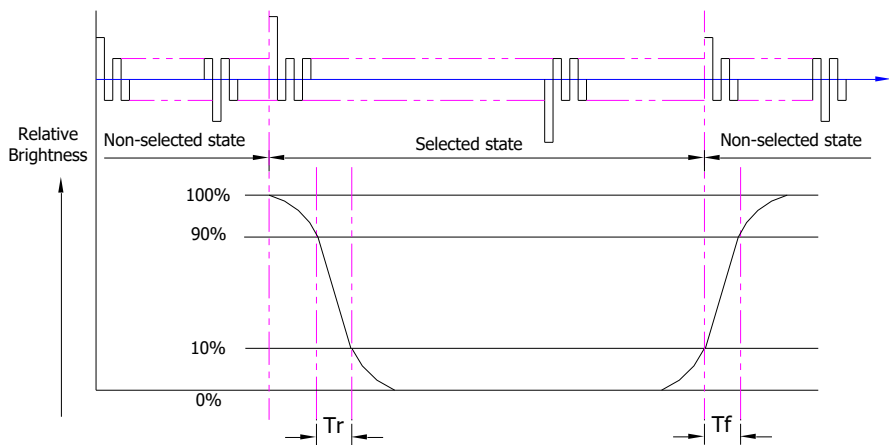 Relative
Brightness
Non-selected state
Selected state
Non-selected state
100%
90%
10%
0%
Tr
Tf